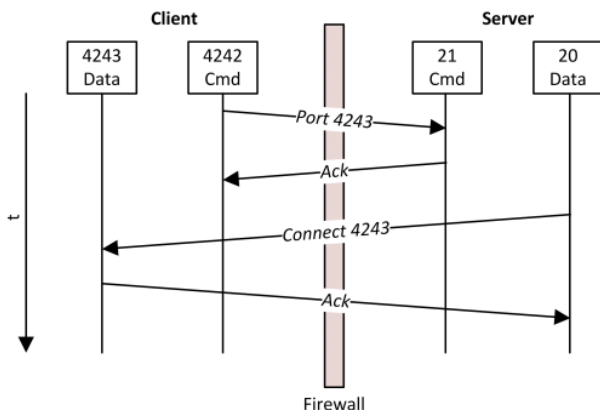 Client
Server
4243
Data
4242
Cmd
21
Cmd
20
Data
Port 4243
Ack
t
Connect 4243
Ack
Firewall